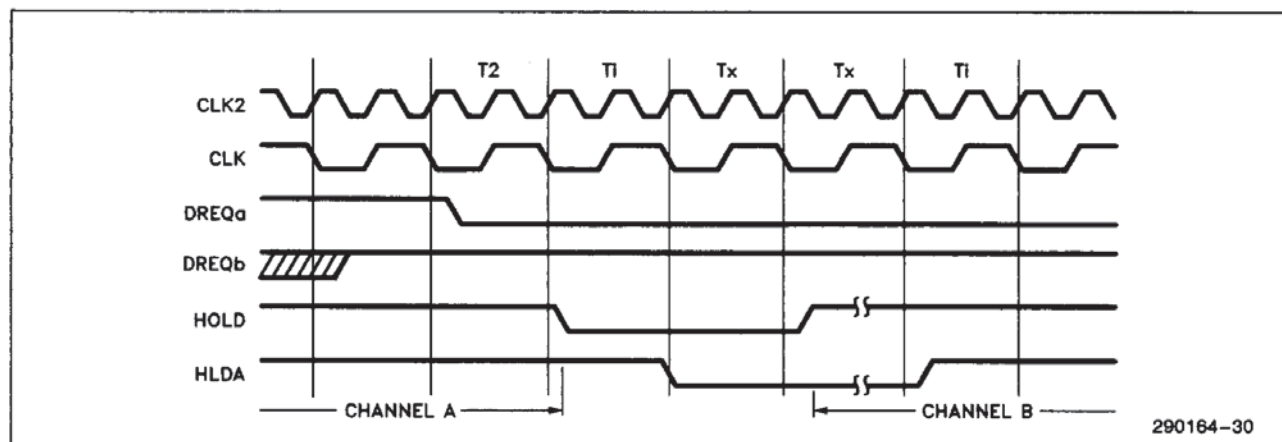 T2 Ti Tx Tx Ti
CLK2
CLK
DREQa
DREQb
HOLD
HLDA
CHANNEL A CHANNEL B
290164-30